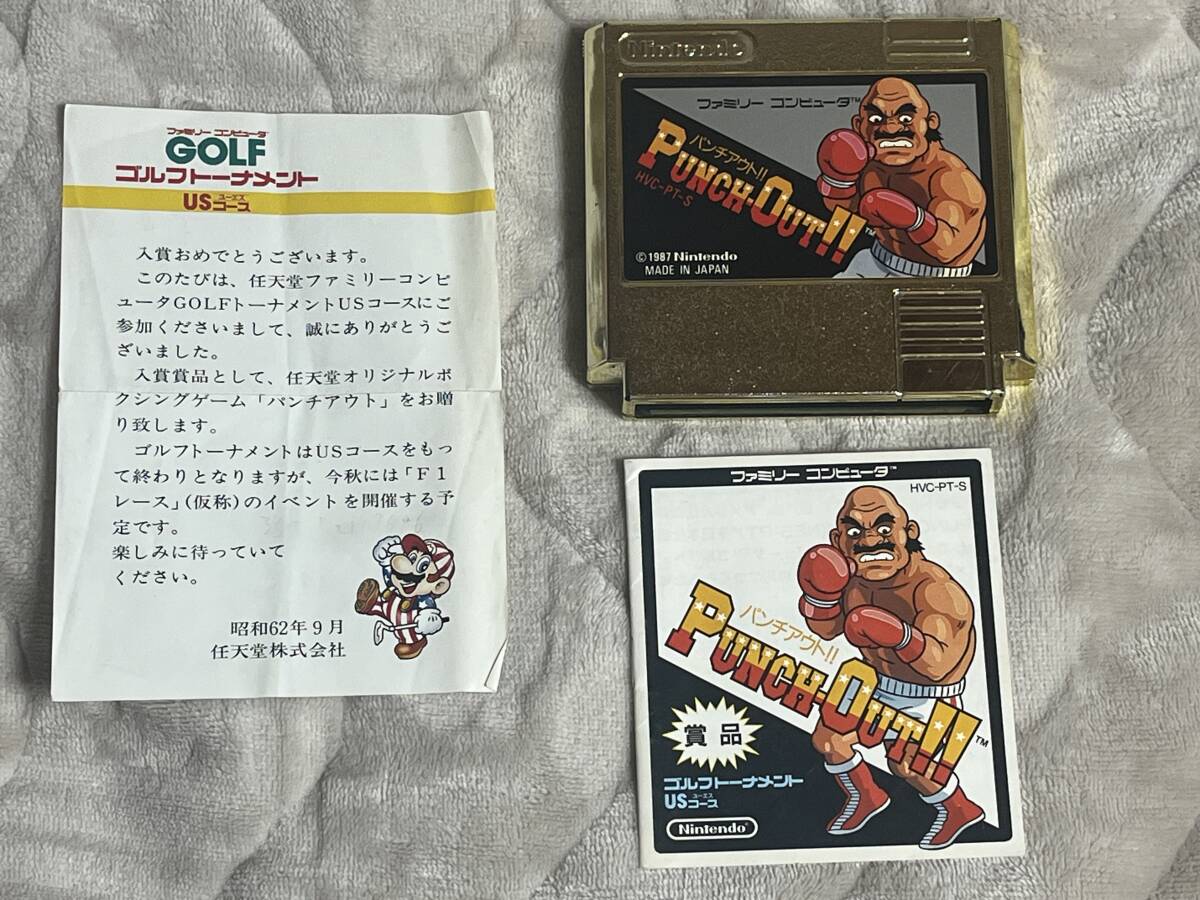 ファミリー コンピュータ
GOLF
ゴルフトーナメント
ユーエス
USコース
入賞おめでとうございます。
このたびは、任天堂ファミリーコンピ
ュータGOLFトーナメントUSコースにご
参加くださいまして、誠にありがとうご
ざいました。
入賞賞品として、任天堂オリジナルボ
クシングゲーム「パンチアウト」をお贈
り致します。
ゴルフトーナメントはUSコースをもっ
て終わりとなりますが、今秋には「F1
レース」(仮称)のイベントを開催する予
定です。
楽しみに待っていて
ください。
昭和62年9月
任天堂株式会社
Nintendo
ファミリー コンピュータ™
パンチアウト!!
PUNCH-OUT!!™
HVC-PT-S
©1987 Nintendo
MADE IN JAPAN
ファミリー コンピュータ™
HVC-PT-S
パンチアウト!!
PUNCH-OUT!!™
賞品
ゴルフトーナメント
ユーエス
USコース
Nintendo®